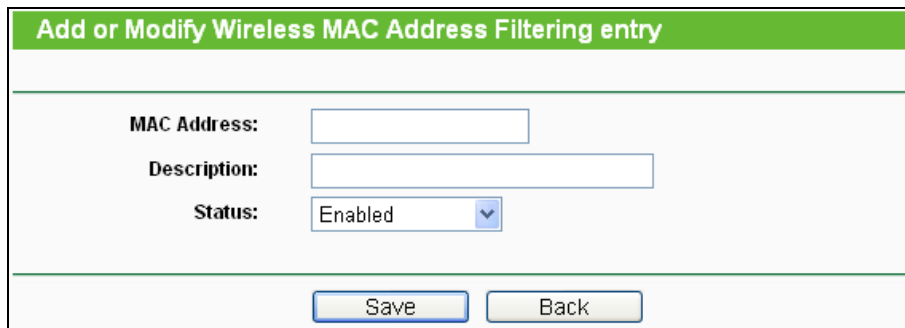 Add or Modify Wireless MAC Address Filtering entry
MAC Address:
Description:
Status: Enabled
Save Back